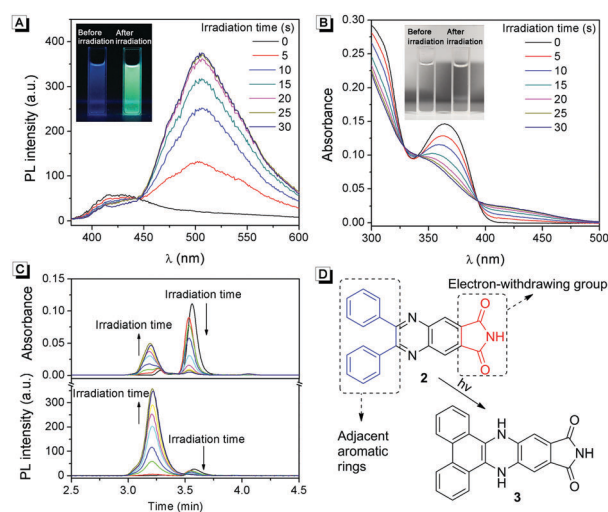 A
Before irradiation
After irradiation
Irradiation time (s)
0
5
10
15
20
25
30
PL intensity (a.u.)
400
300
200
100
0
400
450
500
550
600
λ (nm)
B
Before irradiation
After irradiation
Irradiation time (s)
0
5
10
15
20
25
30
Absorbance
0.30
0.25
0.20
0.15
0.10
0.05
0.00
300
350
400
450
500
λ (nm)
C
Absorbance
0.15
0.10
0.05
0.00
Irradiation time
Irradiation time
PL intensity (a.u.)
300
200
100
0
Irradiation time
Irradiation time
2.5
3.0
3.5
4.0
4.5
Time (min)
D
Electron-withdrawing group
N
N
O
NH
O
2
hν
Adjacent aromatic rings
H
N
N
H
O
NH
O
3